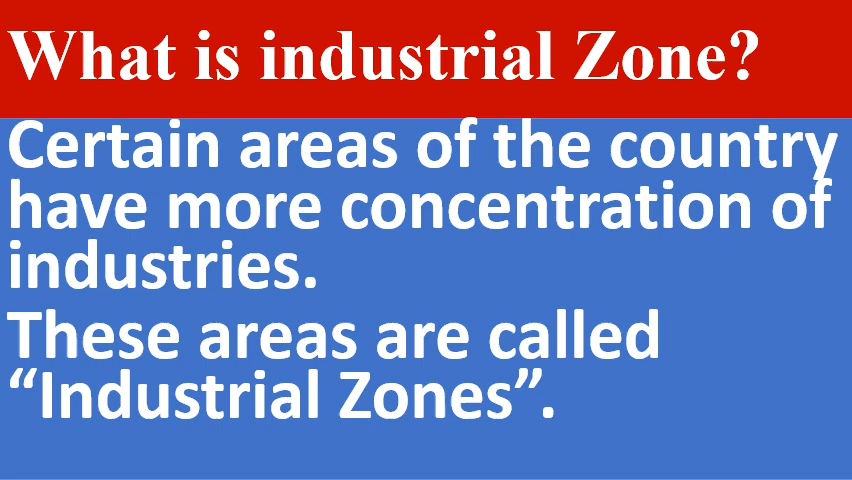 What is industrial Zone?
Certain areas of the country
have more concentration of
industries.
These areas are called
“Industrial Zones”.